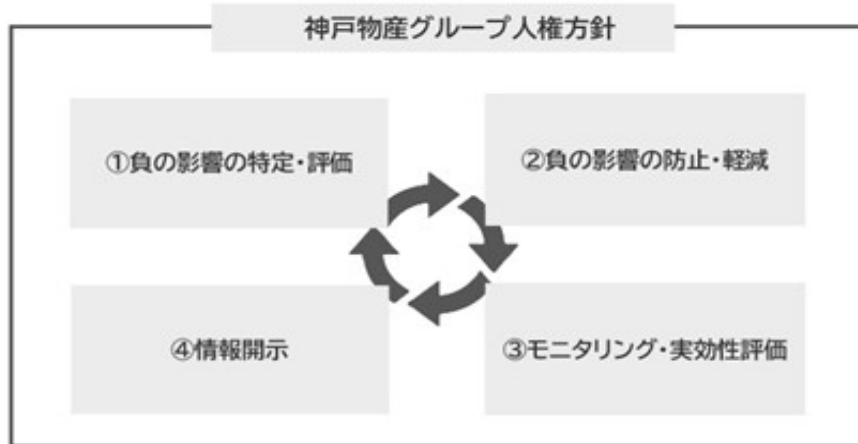 神戸物産グループ人権方針
①負の影響の特定・評価
②負の影響の防止・軽減
③モニタリング・実効性評価
④情報開示